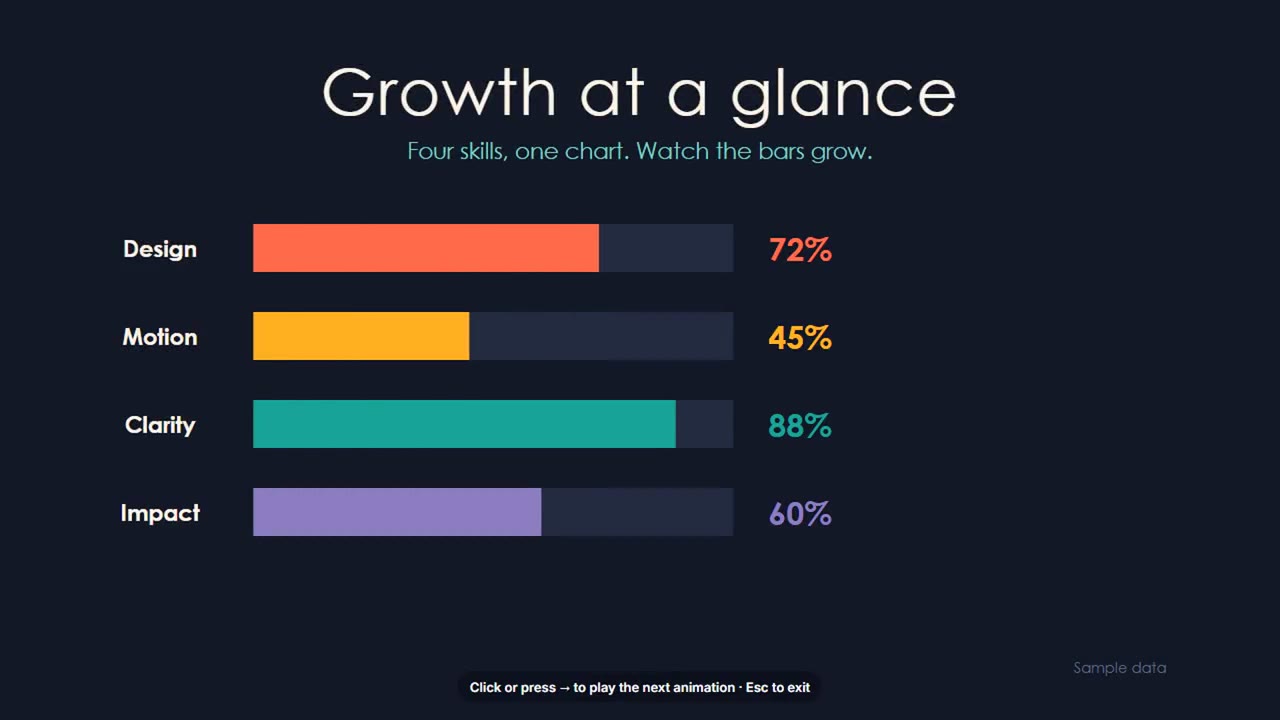 Growth at a glance
Four skills, one chart. Watch the bars grow.
Design 72%
Motion 45%
Clarity 88%
Impact 60%
Sample data
Click or press → to play the next animation · Esc to exit